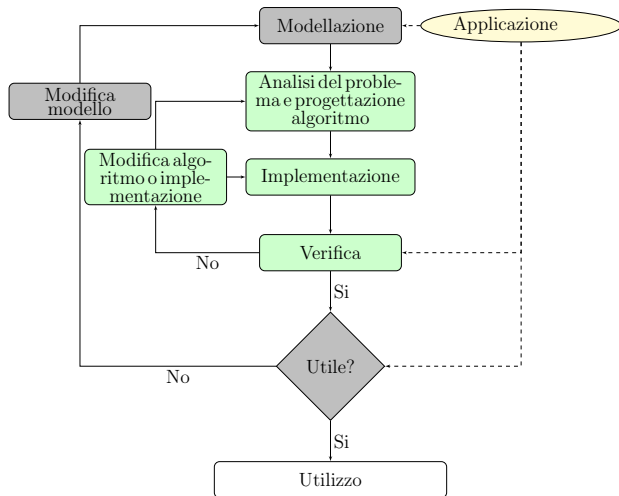 Modellazione
Applicazione
Modifica
modello
Analisi del proble-
ma e progettazione
algoritmo
Modifica algo-
ritmo o imple-
mentazione
Implementazione
Verifica
No
Si
Utile?
No
Si
Utilizzo